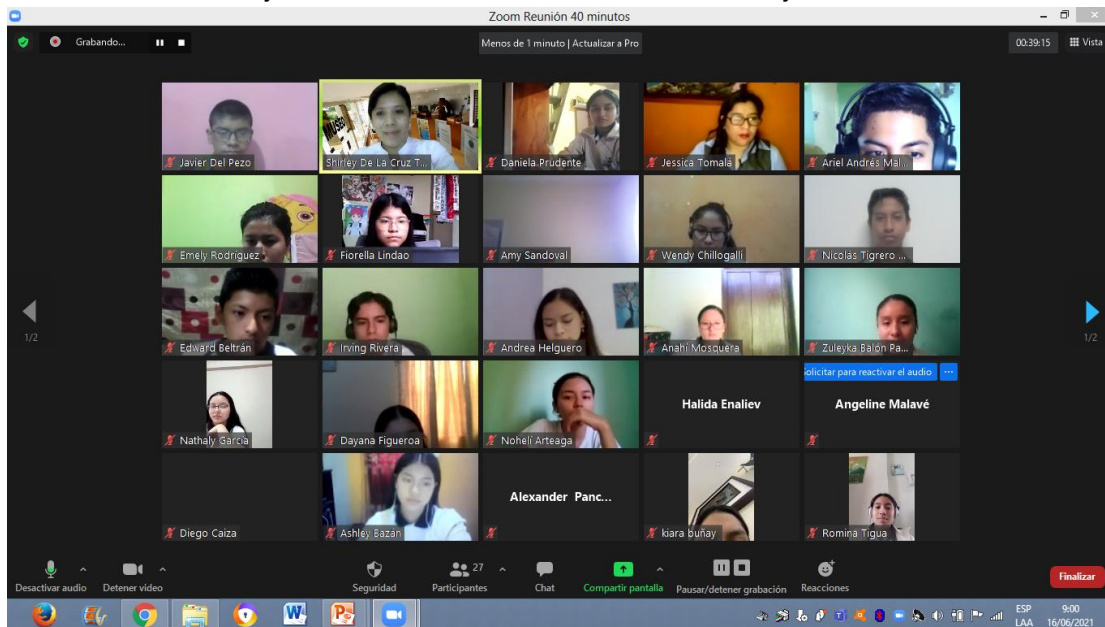 Zoom Reunión 40 minutos
Grabando...
Menos de 1 minuto | Actualizar a Pro
00:39:15
Vista
Javier Del Pezo
Shirley De La Cruz T...
Daniela Prudente
Jessica Tomalá
Ariel Andrés Mal...
Emely Rodríguez
Fiorella Lindao
Amy Sandoval
Wendy Chillogalli
Nicolás Tigrero ...
Edward Beltrán
Irving Rivera
Andrea Helguero
Anahí Mosquera
Zuleyka Balón Pa...
1/2
1/2
Solicitar para reactivar el audio ...
Nathaly García
Dayana Figueroa
Nohelí Arteaga
Halida Enaliev
Angeline Malavé
Diego Caiza
Ashley Bazán
Alexander Panc...
kiara buñay
Romina Tigua
Desactivar audio
Detener video
Seguridad
Participantes
27
Chat
Compartir pantalla
Pausar/detener grabación
Reacciones
Finalizar
ESP
LAA
9:00
16/06/2021